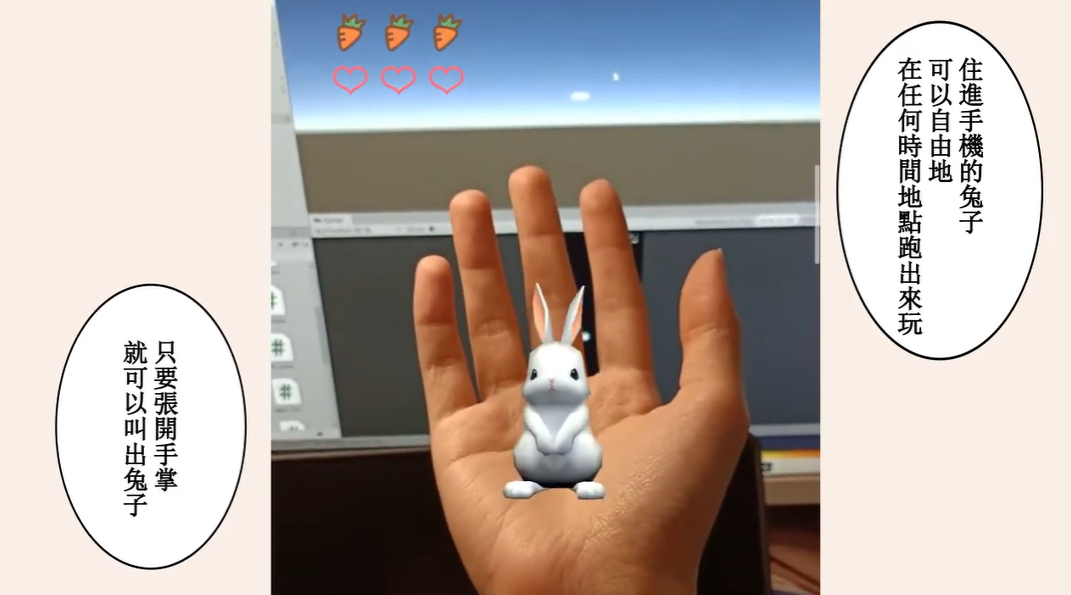 住進手機的兔子
可以自由地
在任何時間地點跑出來玩
只要張開手掌
就可以叫出兔子
#
#
#